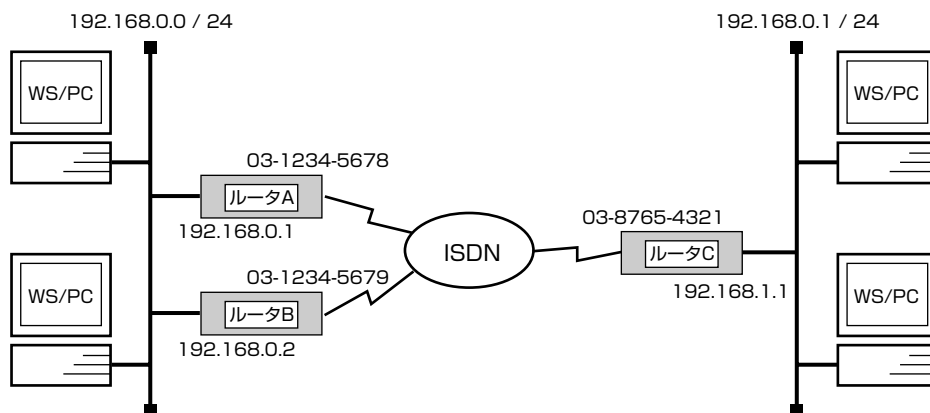 192.168.0.0 / 24
192.168.0.1 / 24
WS/PC
WS/PC
03-1234-5678
ルータA
192.168.0.1
03-8765-4321
ISDN
ルータC
192.168.1.1
03-1234-5679
WS/PC
WS/PC
ルータB
192.168.0.2